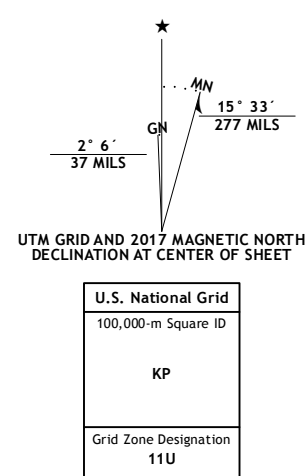 ★
MN
GN
15° 33´
277 MILS
2° 6´
37 MILS
UTM GRID AND 2017 MAGNETIC NORTH
DECLINATION AT CENTER OF SHEET
U.S. National Grid
100,000-m Square ID
KP
Grid Zone Designation
11U